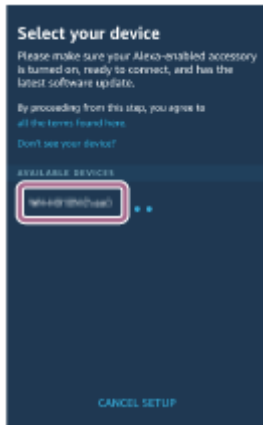 Select your device
Please make sure your Alexa-enabled accessory
is turned on, ready to connect, and has the
latest software update.
By proceeding from this step, you agree to
all the terms found here.
Don't see your device?
AVAILABLE DEVICES
CANCEL SETUP